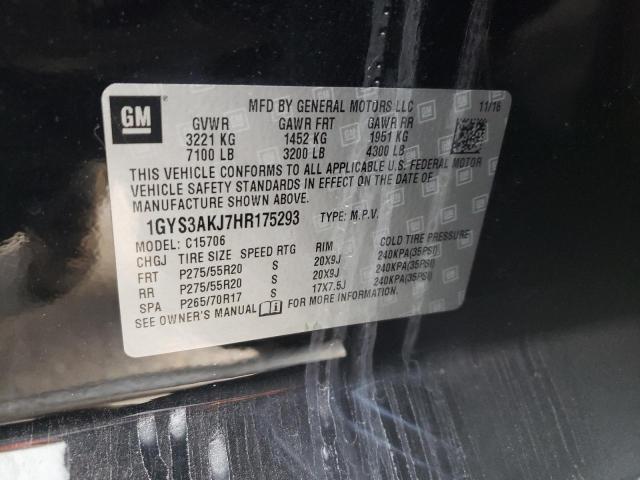 GM
MFD BY GENERAL MOTORS LLC 11/16
GVWR GAWR FRT GAWR RR
3221 KG 1452 KG 1951 KG
7100 LB 3200 LB 4300 LB
THIS VEHICLE CONFORMS TO ALL APPLICABLE U.S. FEDERAL MOTOR
VEHICLE SAFETY STANDARDS IN EFFECT ON THE DATE OF
MANUFACTURE SHOWN ABOVE.
1GYS3AKJ7HR175293 TYPE: M.P.V.
MODEL: C15706
CHGJ TIRE SIZE SPEED RTG RIM COLD TIRE PRESSURE
FRT P275/55R20 S 20X9J 240KPA(35PSI)
RR P275/55R20 S 20X9J 240KPA(35PSI)
SPA P265/70R17 S 17X7.5J 240KPA(35PSI)
SEE OWNER'S MANUAL FOR MORE INFORMATION.